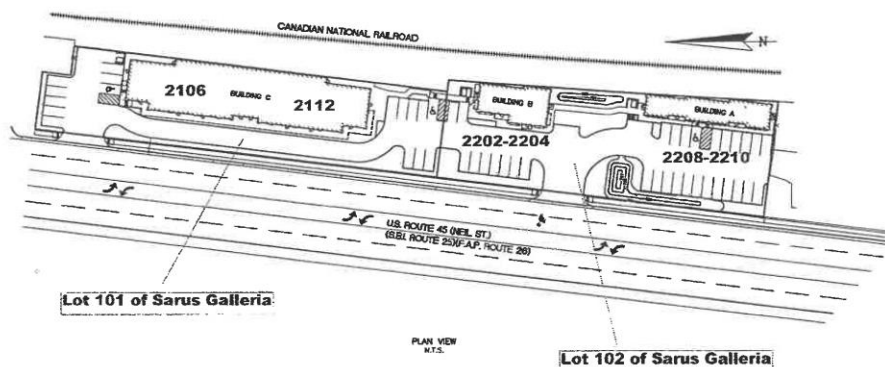 CANADIAN NATIONAL RAILROAD
N
2106
BUILDING C
2112
BUILDING B
BUILDING A
2202-2204
2208-2210
U.S. ROUTE 45 (NEIL ST.)
(S.B.I. ROUTE 25)(F.A.P. ROUTE 26)
Lot 101 of Sarus Galleria
PLAN VIEW
N.T.S.
Lot 102 of Sarus Galleria